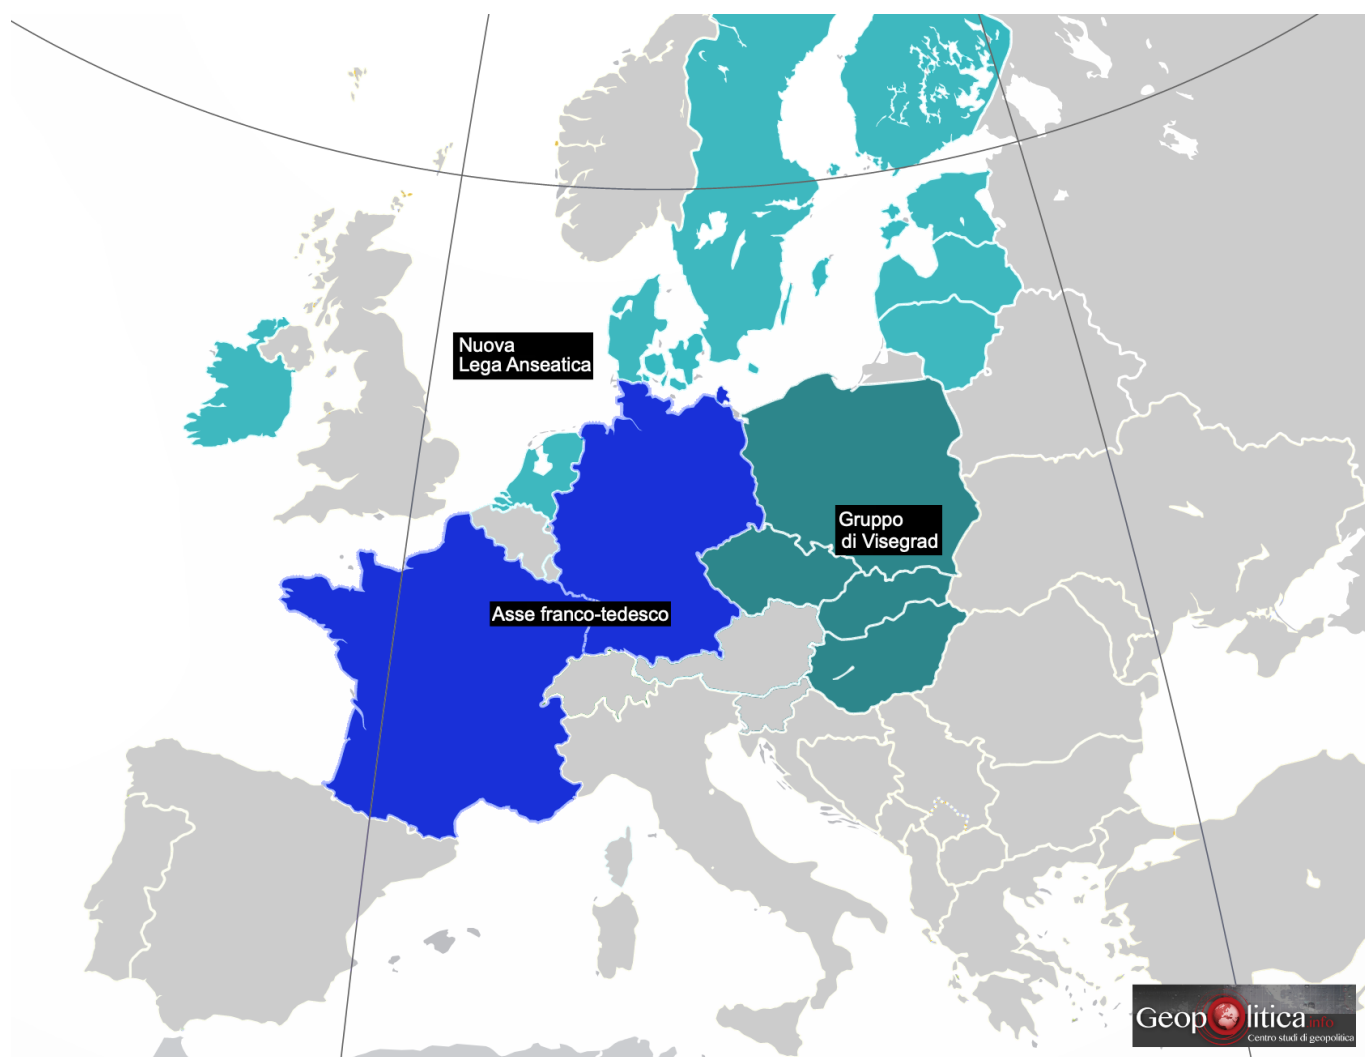 Nuova
Lega Anseatica
Gruppo
di Visegrad
Asse franco-tedesco
Geopolitica.info
Centro studi di geopolitica